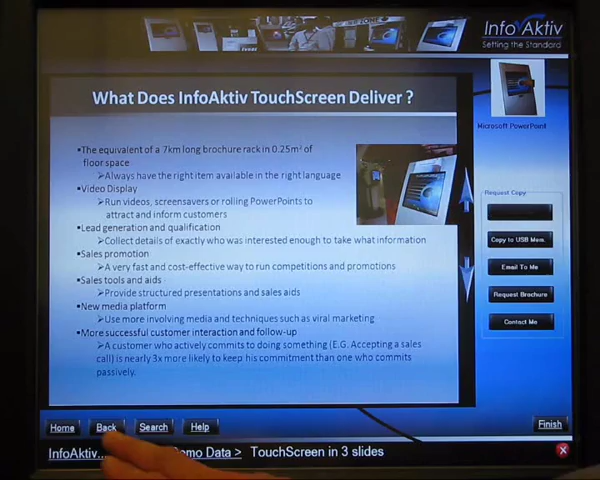 InfoAktiv
Setting the Standard
What Does InfoAktiv TouchScreen Deliver ?
Microsoft PowerPoint
•The equivalent of a 7km long brochure rack in 0.25m² of
floor space
➢Always have the right item available in the right language
•Video Display
➢Run videos, screensavers or rolling PowerPoints to
attract and inform customers
•Lead generation and qualification
➢Collect details of exactly who was interested enough to take what information
•Sales promotion
➢A very fast and cost-effective way to run competitions and promotions
•Sales tools and aids
➢Provide structured presentations and sales aids
•New media platform
➢Use more involving media and techniques such as viral marketing
•More successful customer interaction and follow-up
➢A customer who actively commits to doing something (E.G. Accepting a sales
call) is nearly 3x more likely to keep his commitment than one who commits
passively.
Request Copy
Copy to USB Mem.
Email To Me
Request Brochure
Contact Me
Home Back Search Help Finish
InfoAktiv... emo Data > TouchScreen in 3 slides
X